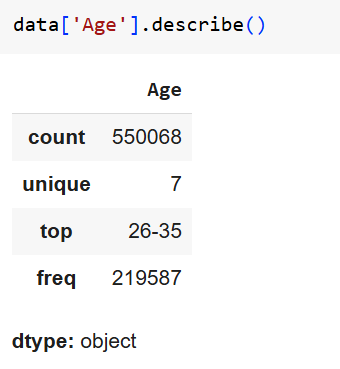 data['Age'].describe()
Age
count 550068
unique 7
top 26-35
freq 219587
dtype: object